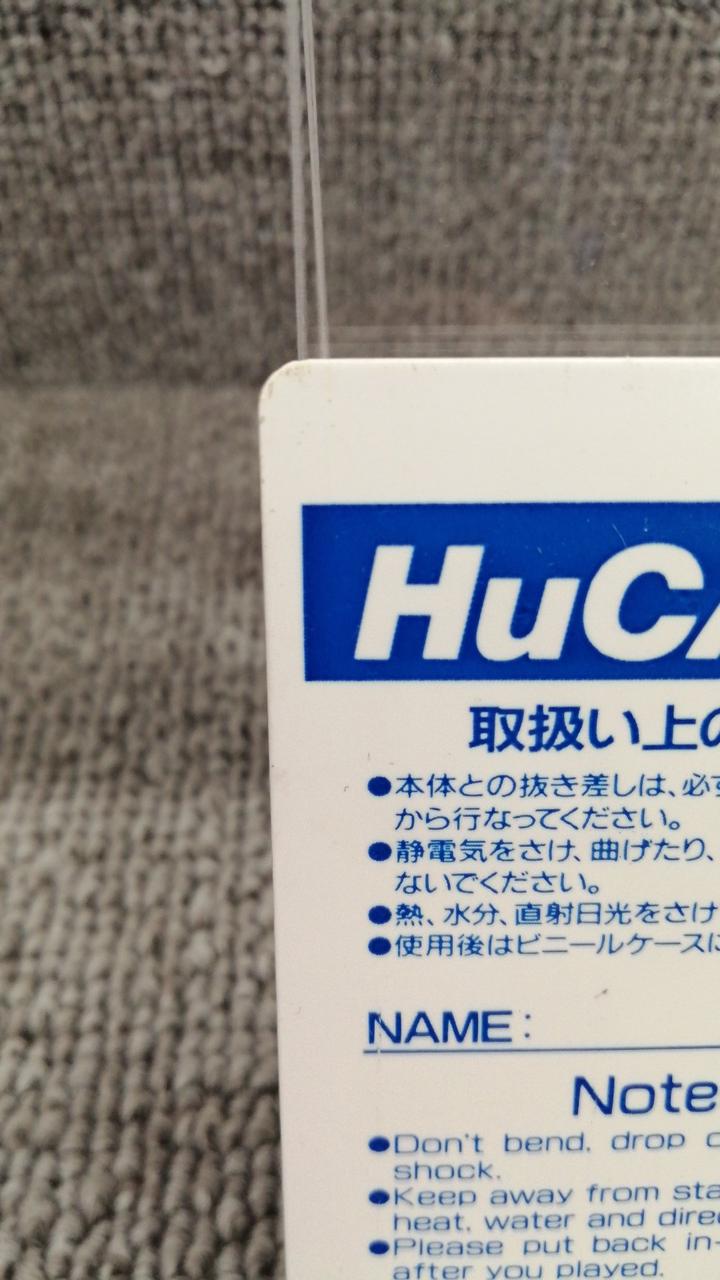 HuC
取扱い上の
●本体との抜き差しは、必ず
から行なってください。
●静電気をさけ、曲げたり、
ないでください。
●熱、水分、直射日光をさけ
●使用後はビニールケースに
NAME:
Note
●Don't bend, drop
shock.
●Keep away from
heat, water and
●Please put back in-
after you played.